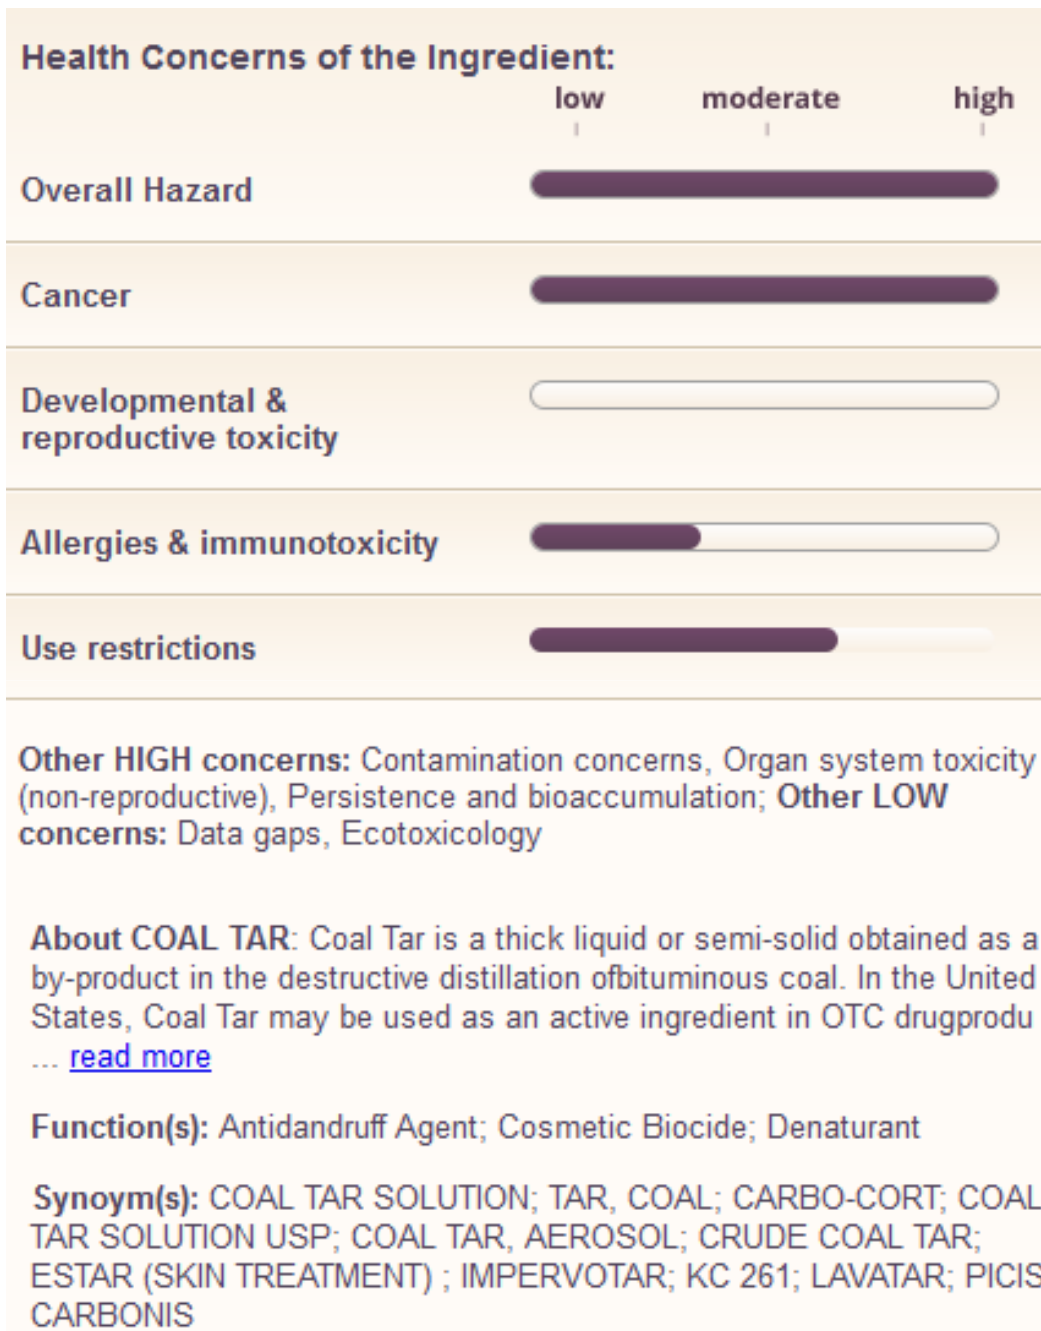 Health Concerns of the Ingredient:
low moderate high
Overall Hazard
Cancer
Developmental &
reproductive toxicity
Allergies & immunotoxicity
Use restrictions
Other HIGH concerns: Contamination concerns, Organ system toxicity
(non-reproductive), Persistence and bioaccumulation; Other LOW
concerns: Data gaps, Ecotoxicology
About COAL TAR: Coal Tar is a thick liquid or semi-solid obtained as a
by-product in the destructive distillation ofbituminous coal. In the United
States, Coal Tar may be used as an active ingredient in OTC drugprodu
... read more
Function(s): Antidandruff Agent; Cosmetic Biocide; Denaturant
Synoym(s): COAL TAR SOLUTION; TAR, COAL; CARBO-CORT; COAL
TAR SOLUTION USP; COAL TAR, AEROSOL; CRUDE COAL TAR;
ESTAR (SKIN TREATMENT) ; IMPERVOTAR; KC 261; LAVATAR; PICIS
CARBONIS